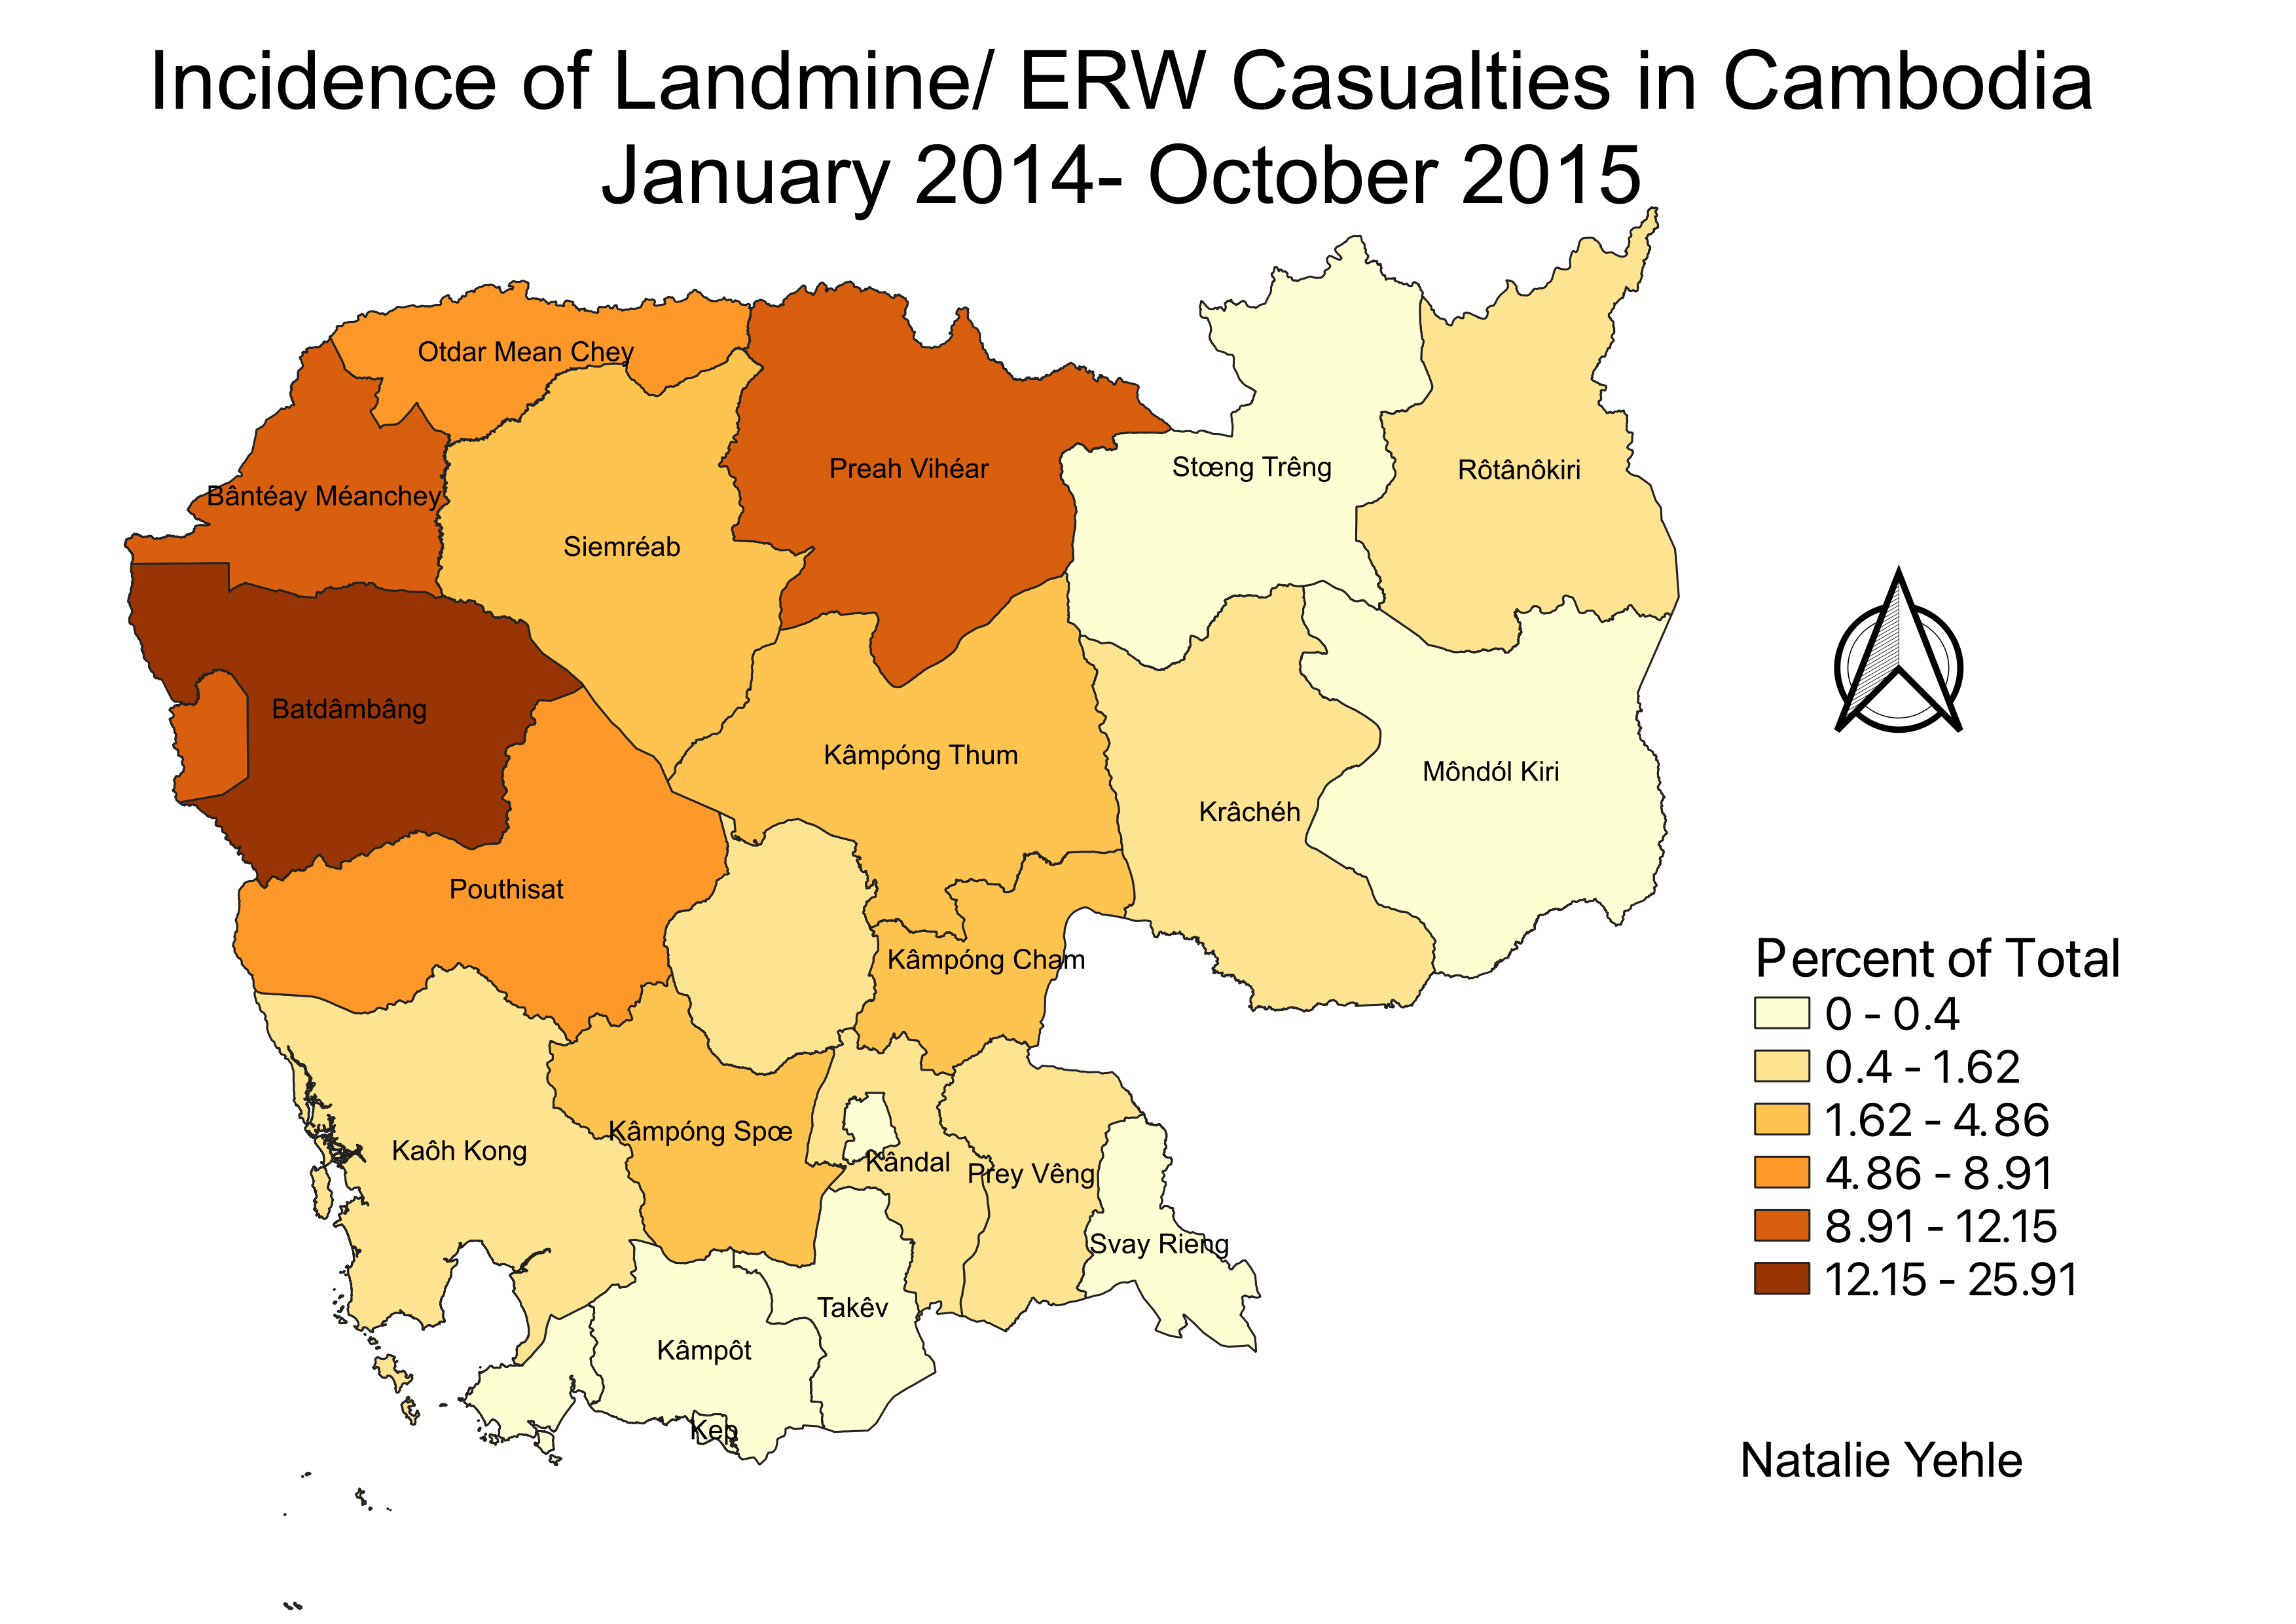 Incidence of Landmine/ ERW Casualties in Cambodia
January 2014- October 2015
Otdar Mean Chey
Preah Vihéar
Stœng Trêng
Rôtânôkiri
Bântéay Méanchey
Siemréab
Batdâmbâng
Kâmpóng Thum
Môndól Kiri
Krâchéh
Pouthisat
Kâmpóng Cham
Kâmpóng Spœ
Kaôh Kong
Kândal
Prey Vêng
Svay Rieng
Takêv
Kâmpôt
Kep
Percent of Total
0 - 0.4
0.4 - 1.62
1.62 - 4.86
4.86 - 8.91
8.91 - 12.15
12.15 - 25.91
Natalie Yehle